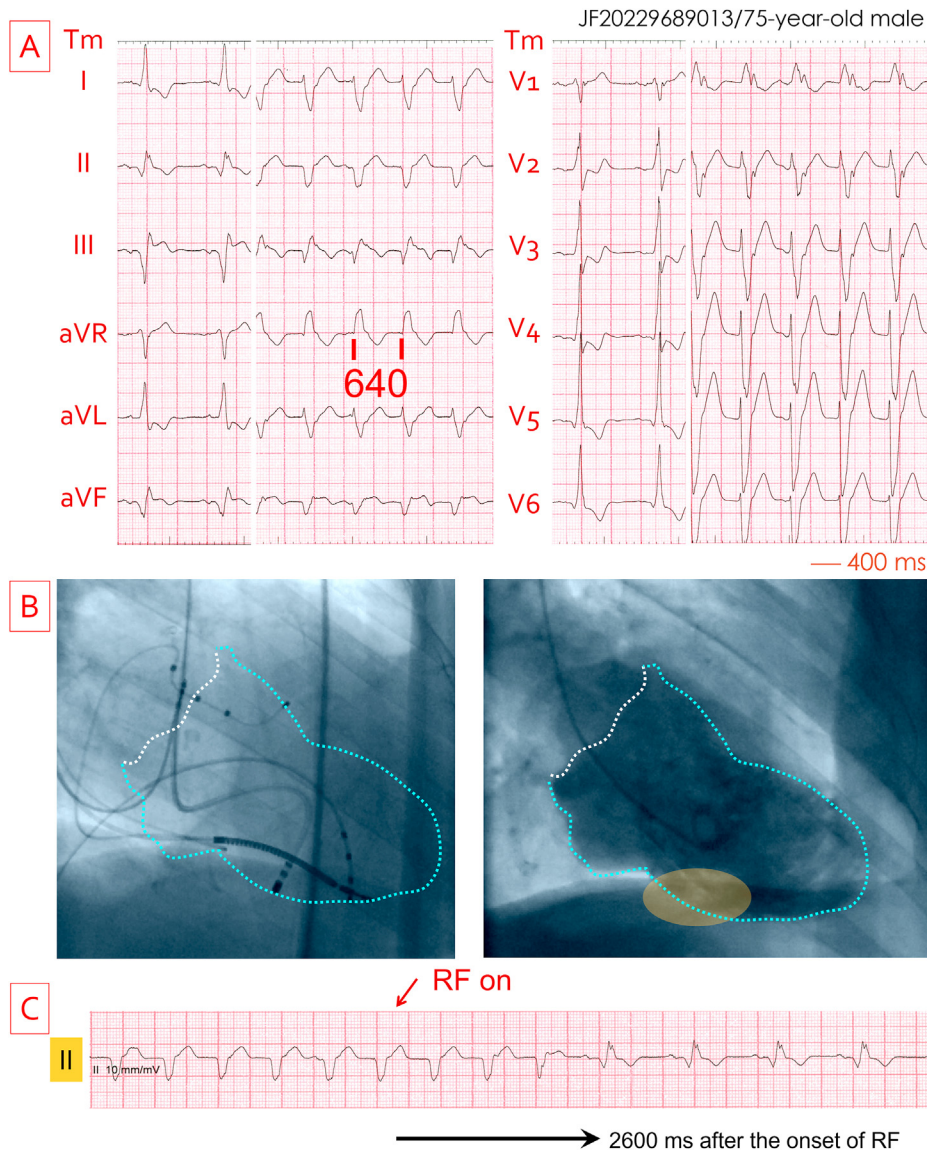 JF20229689013/75-year-old male
A
Tm
I
II
III
aVR
aVL
aVF
640
Tm
V1
V2
V3
V4
V5
V6
400 ms
B
C
RF on
II
II 10 mm/mV
2600 ms after the onset of RF